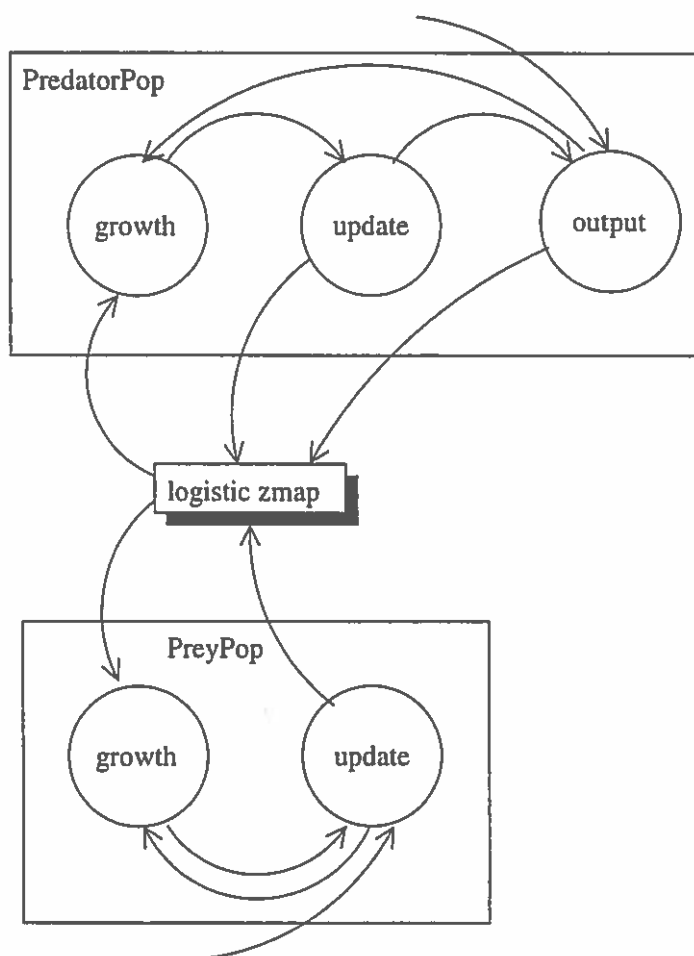 PredatorPop
growth
update
output
logistic zmap
PreyPop
growth
update